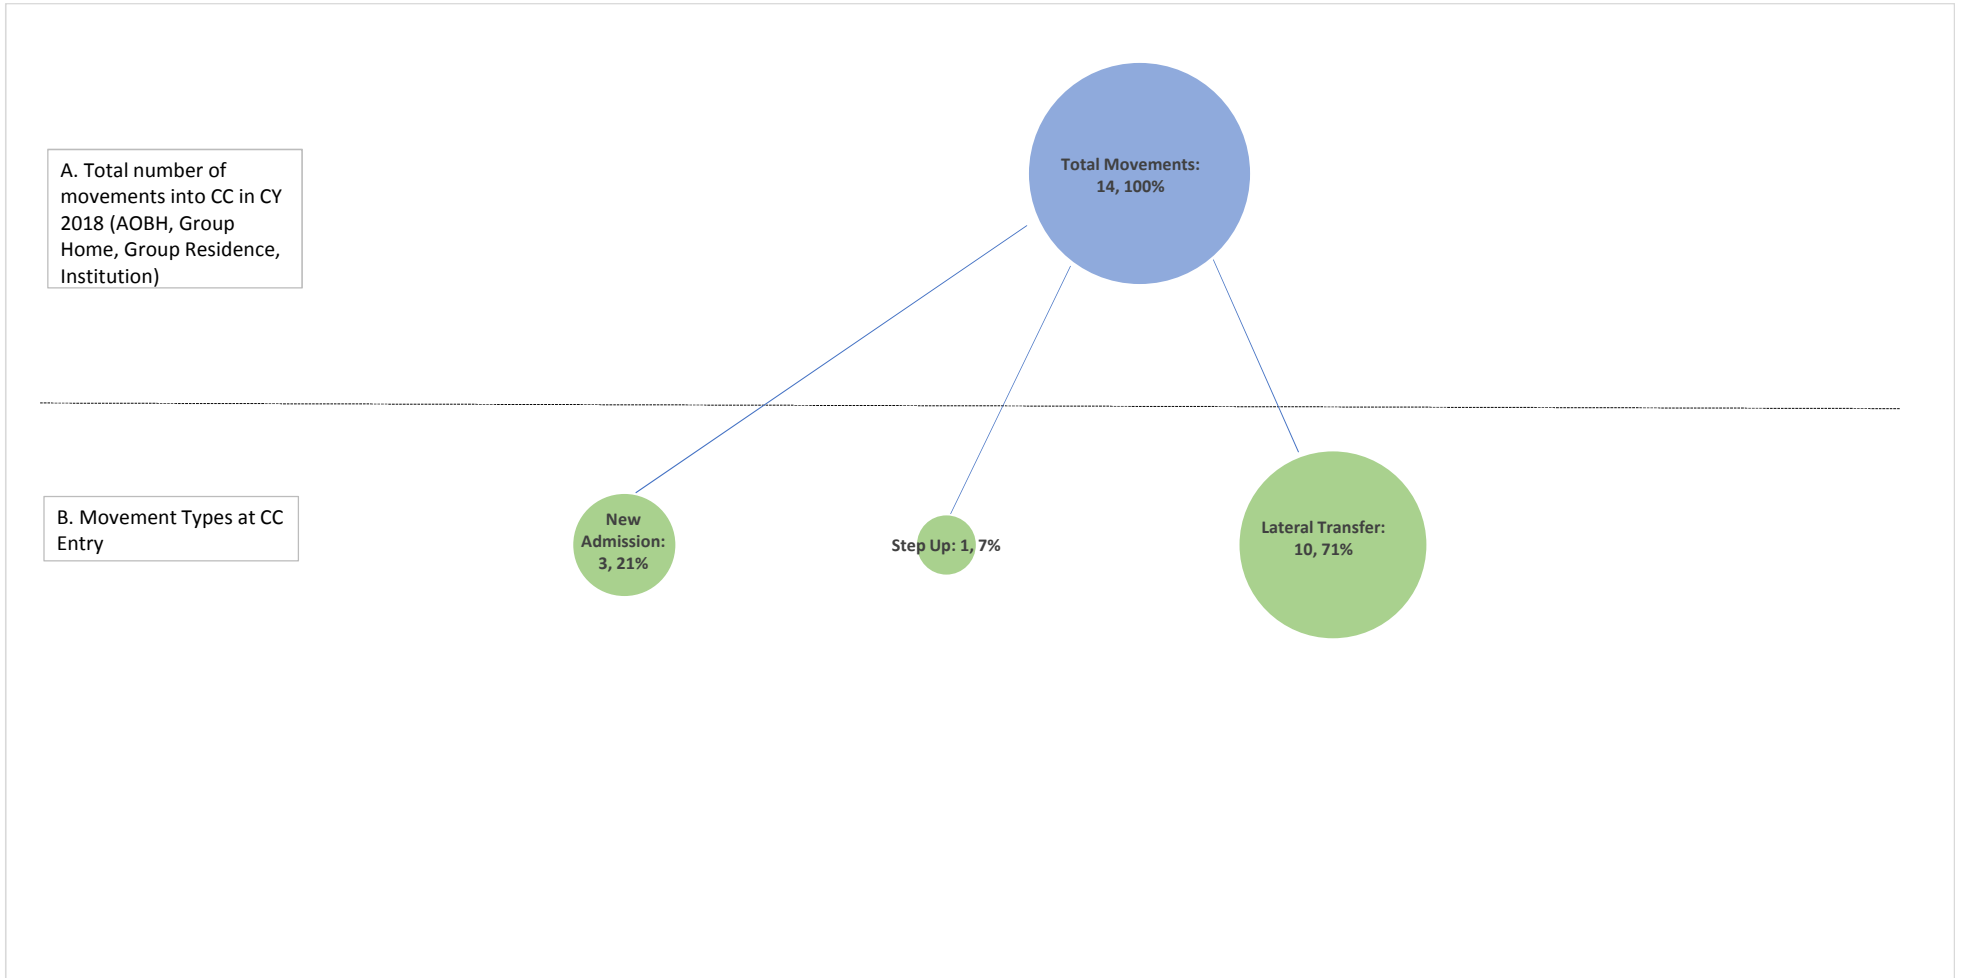 Total Movements:
14, 100%
A. Total number of
movements into CC in CY
2018 (AOBH, Group
Home, Group Residence,
Institution)
B. Movement Types at CC
Entry
New
Admission:
3, 21%
Step Up: 1, 7%
Lateral Transfer:
10, 71%